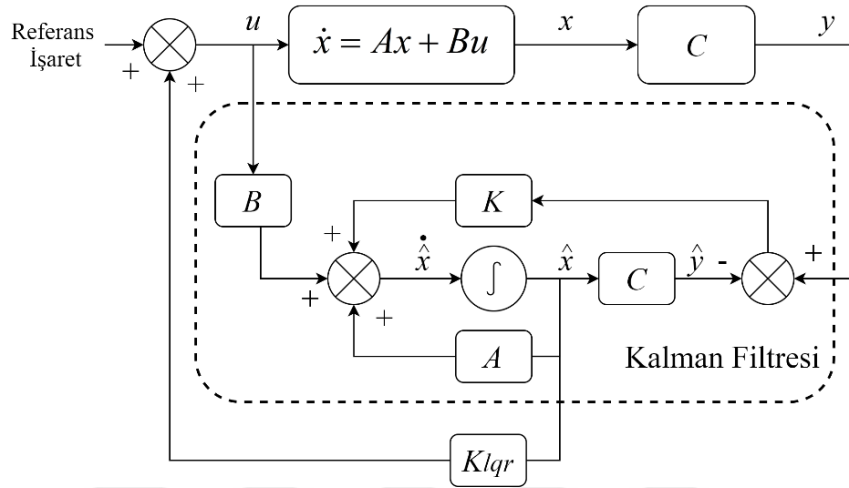 Referans
İşaret
+
+
u
ẋ = Ax + Bu
x
C
y
B
K
+
+
+
x̂̇
∫
x̂
C
ŷ
-
+
A
Kalman Filtresi
Klqr